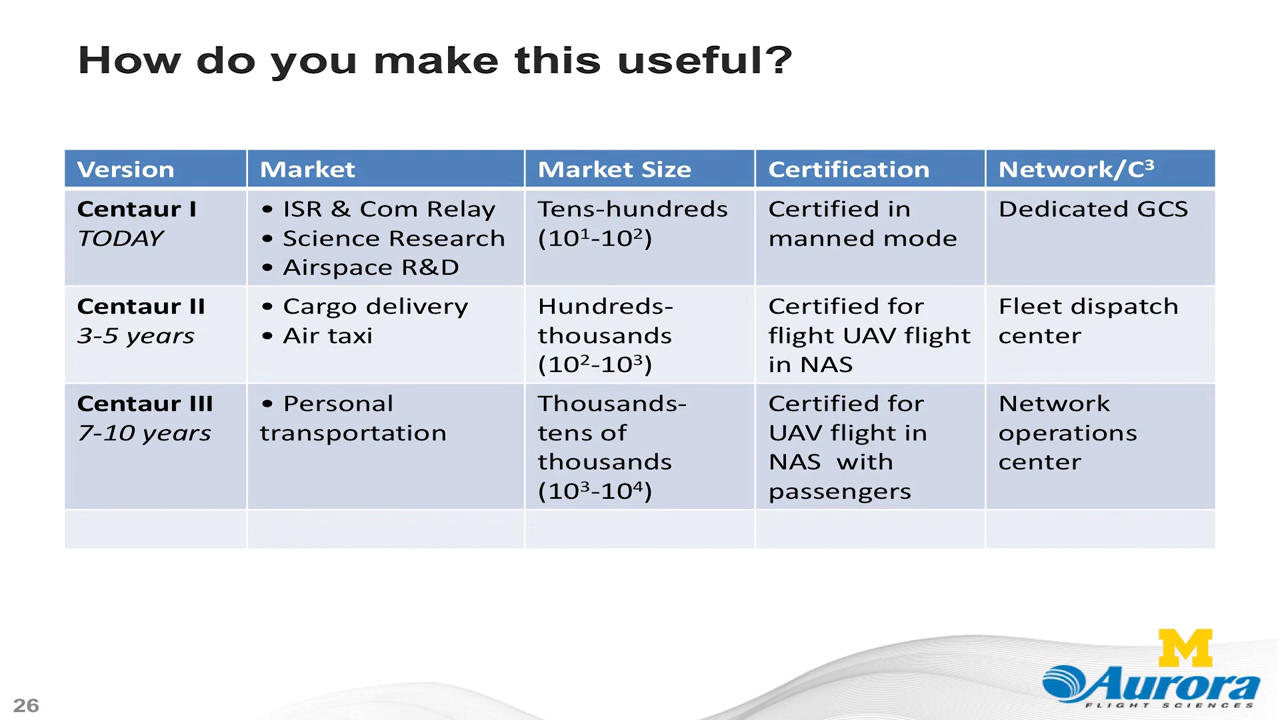 How do you make this useful?
Version Market Market Size Certification Network/C³
Centaur I
TODAY
• ISR & Com Relay
• Science Research
• Airspace R&D
Tens-hundreds
(10¹-10²)
Certified in
manned mode
Dedicated GCS
Centaur II
3-5 years
• Cargo delivery
• Air taxi
Hundreds-
thousands
(10²-10³)
Certified for
flight UAV flight
in NAS
Fleet dispatch
center
Centaur III
7-10 years
• Personal
transportation
Thousands-
tens of
thousands
(10³-10⁴)
Certified for
UAV flight in
NAS with
passengers
Network
operations
center
M
Aurora
FLIGHT SCIENCES
26